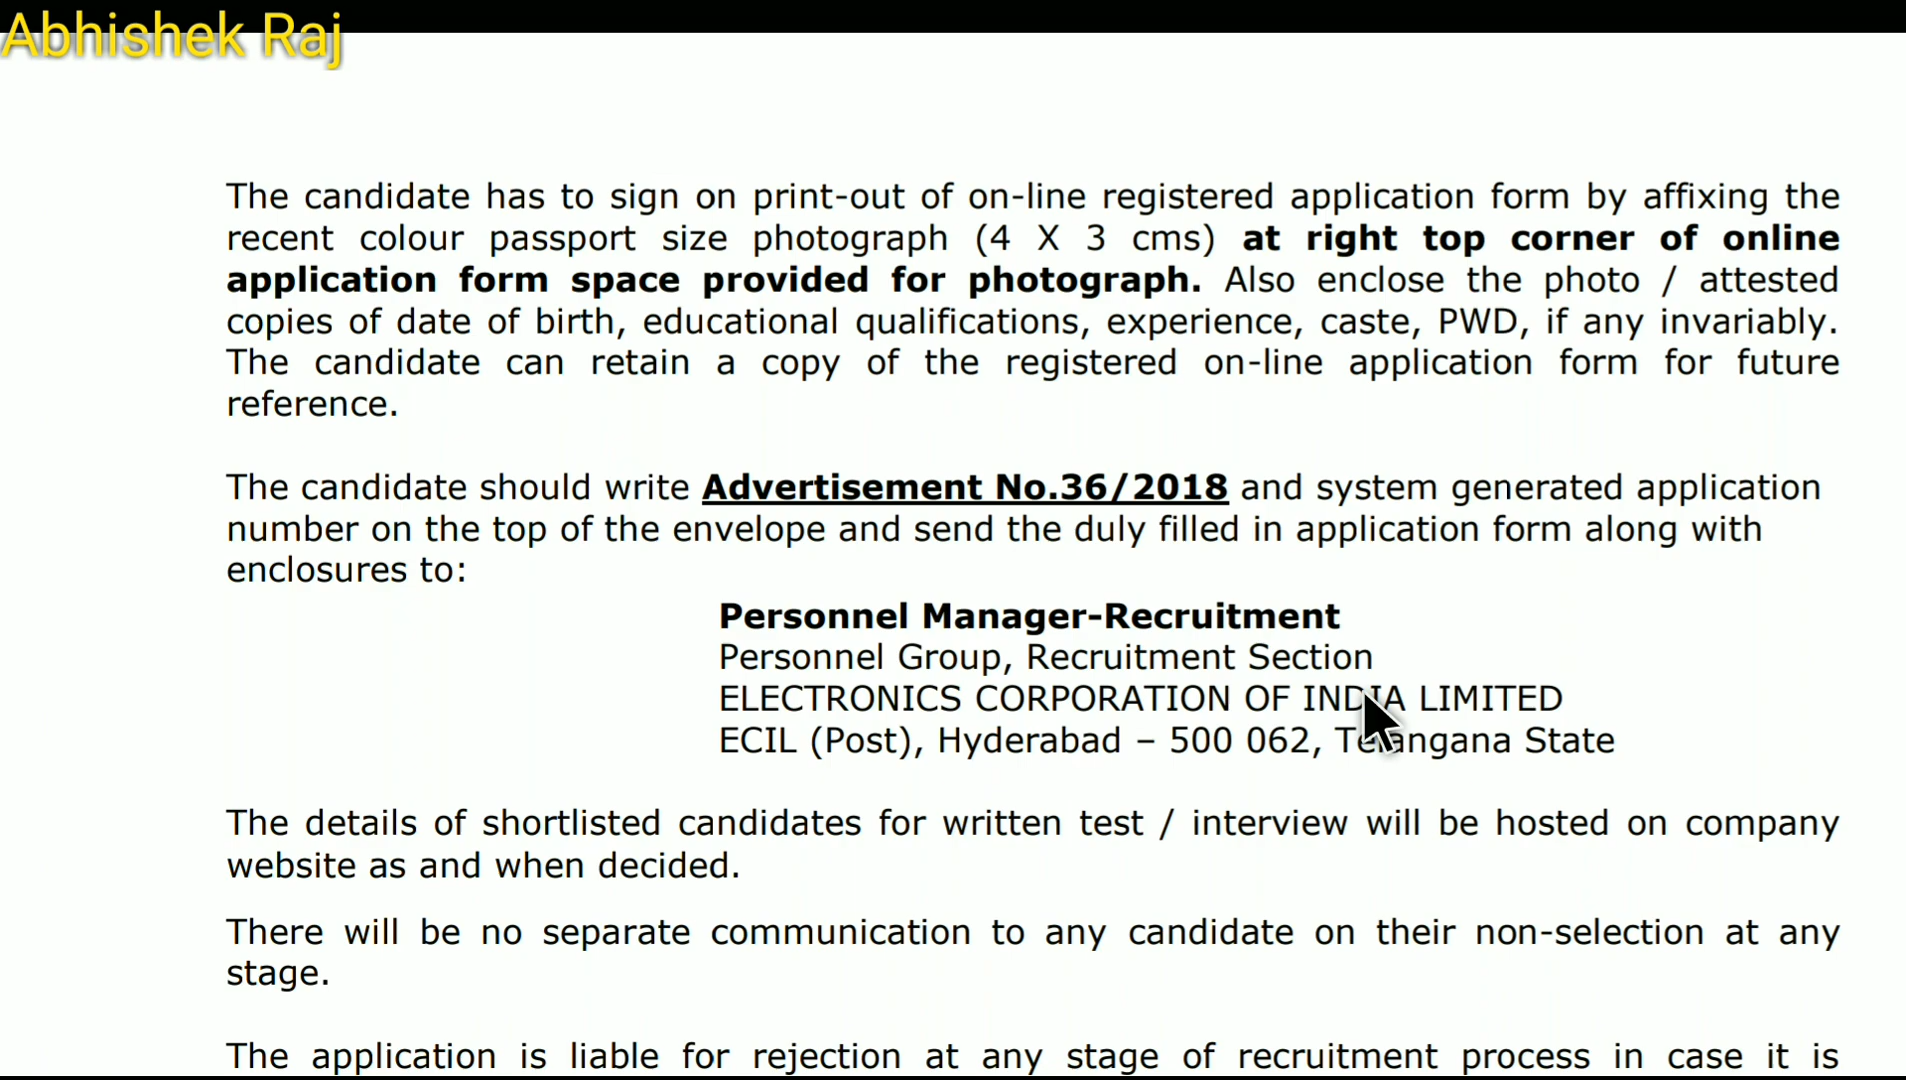 Abhishek Raj
The candidate has to sign on print-out of on-line registered application form by affixing the
recent colour passport size photograph (4 X 3 cms) at right top corner of online
application form space provided for photograph. Also enclose the photo / attested
copies of date of birth, educational qualifications, experience, caste, PWD, if any invariably.
The candidate can retain a copy of the registered on-line application form for future
reference.
The candidate should write Advertisement No.36/2018 and system generated application
number on the top of the envelope and send the duly filled in application form along with
enclosures to:
Personnel Manager-Recruitment
Personnel Group, Recruitment Section
ELECTRONICS CORPORATION OF INDIA LIMITED
ECIL (Post), Hyderabad – 500 062, Telangana State
The details of shortlisted candidates for written test / interview will be hosted on company
website as and when decided.
There will be no separate communication to any candidate on their non-selection at any
stage.
The application is liable for rejection at any stage of recruitment process in case it is